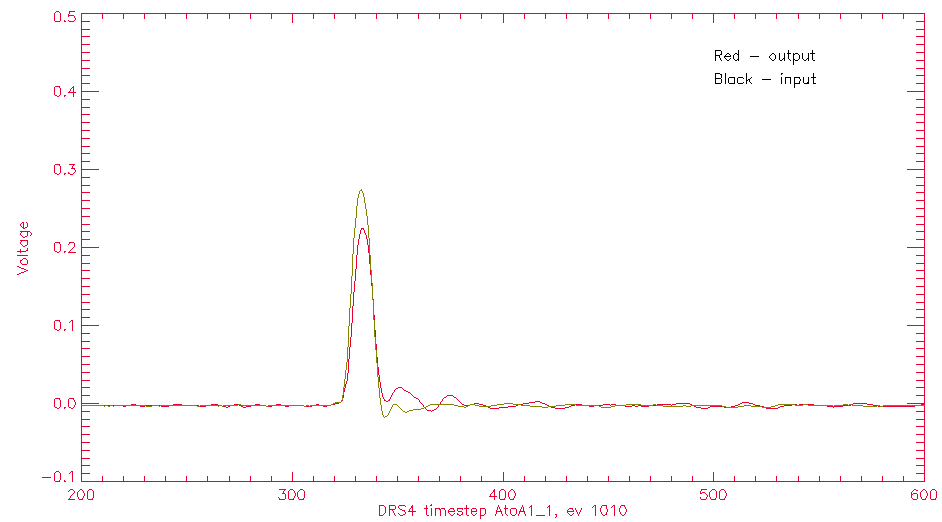 0.5
Red - output
Black - input
0.4
0.3
0.2
Voltage
0.1
0.0
-0.1
200 300 400 500 600
DRS4 timestep AtoA1_1, ev 1010